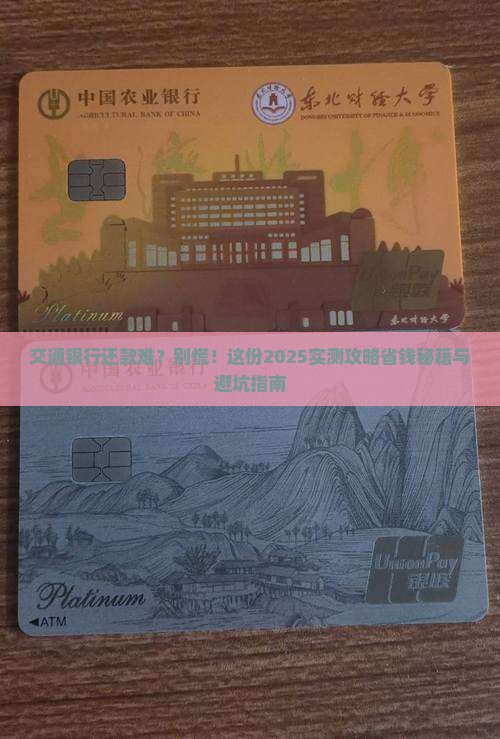 中国农业银行
AGRICULTURAL BANK OF CHINA
东北财经大学
DONGBEI UNIVERSITY OF FINANCE & ECONOMICS
UnionPay
银联
Platinum
东北财经大学
交通银行还款难？别慌！这份2025实测攻略省钱秘籍与
避坑指南
UnionPay
银联
Platinum
◀ATM